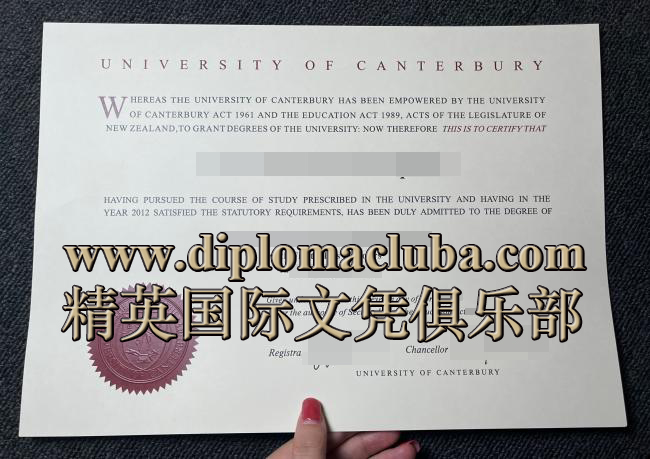 UNIVERSITY OF CANTERBURY
WHEREAS THE UNIVERSITY OF CANTERBURY HAS BEEN EMPOWERED BY THE UNIVERSITY
OF CANTERBURY ACT 1961 AND THE EDUCATION ACT 1989, ACTS OF THE LEGISLATURE OF
NEW ZEALAND, TO GRANT DEGREES OF THE UNIVERSITY: NOW THEREFORE THIS IS TO CERTIFY THAT
HAVING PURSUED THE COURSE OF STUDY PRESCRIBED IN THE UNIVERSITY AND HAVING IN THE
YEAR 2012 SATISFIED THE STATUTORY REQUIREMENTS, HAS BEEN DULY ADMITTED TO THE DEGREE OF
www.diplomacluba.com
精英国际文凭俱乐部
Registra
Chancellor
UNIVERSITY OF CANTERBURY